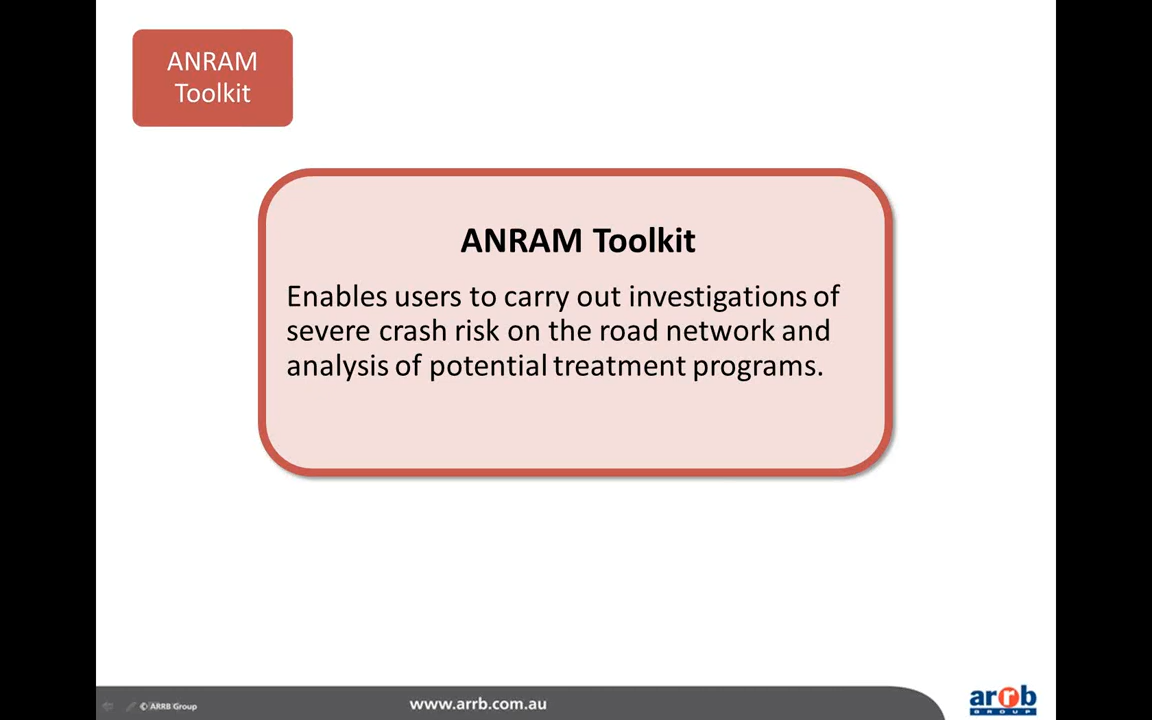 ANRAM
Toolkit
ANRAM Toolkit
Enables users to carry out investigations of
severe crash risk on the road network and
analysis of potential treatment programs.
© ARRB Group
www.arrb.com.au
arrb
GROUP